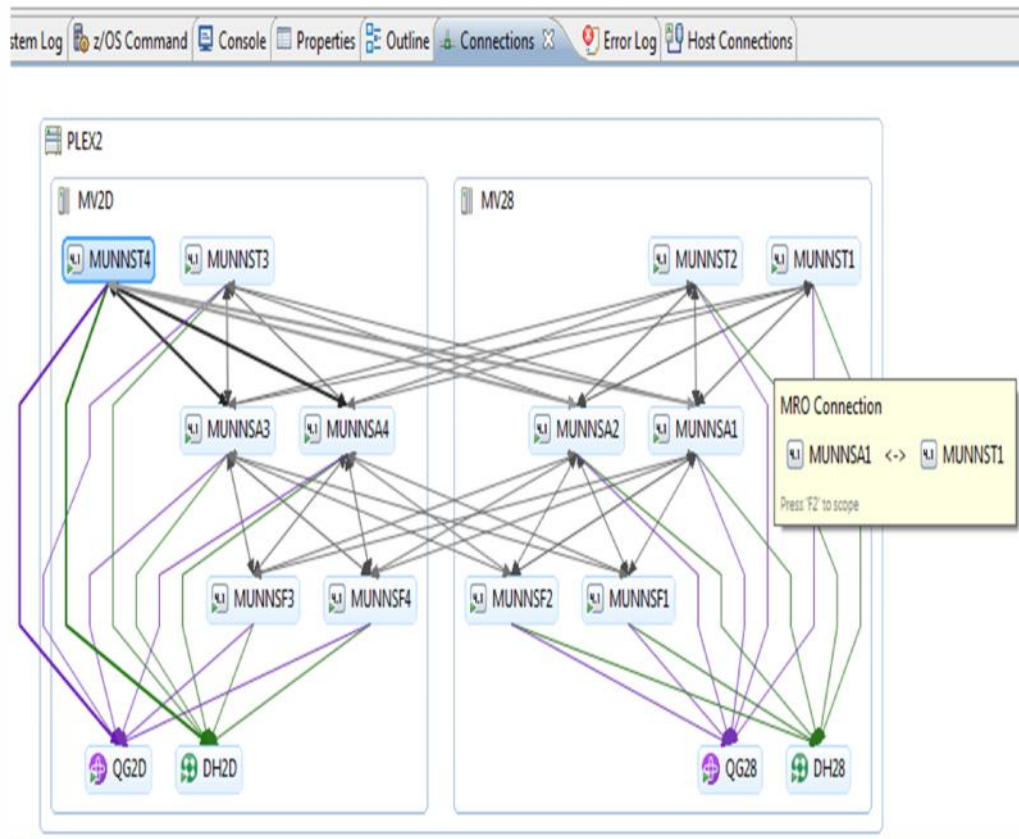 stem Log z/OS Command Console Properties Outline Connections Error Log Host Connections
PLEX2
MV2D MV28
MUNNST4 MUNNST3 MUNNST2 MUNNST1
MRO Connection
MUNNSA3 MUNNSA4 MUNNSA2 MUNNSA1
MUNNSA1 <-> MUNNST1
Press 'F2' to scope
MUNNSF3 MUNNSF4 MUNNSF2 MUNNSF1
QG2D DH2D QG28 DH28